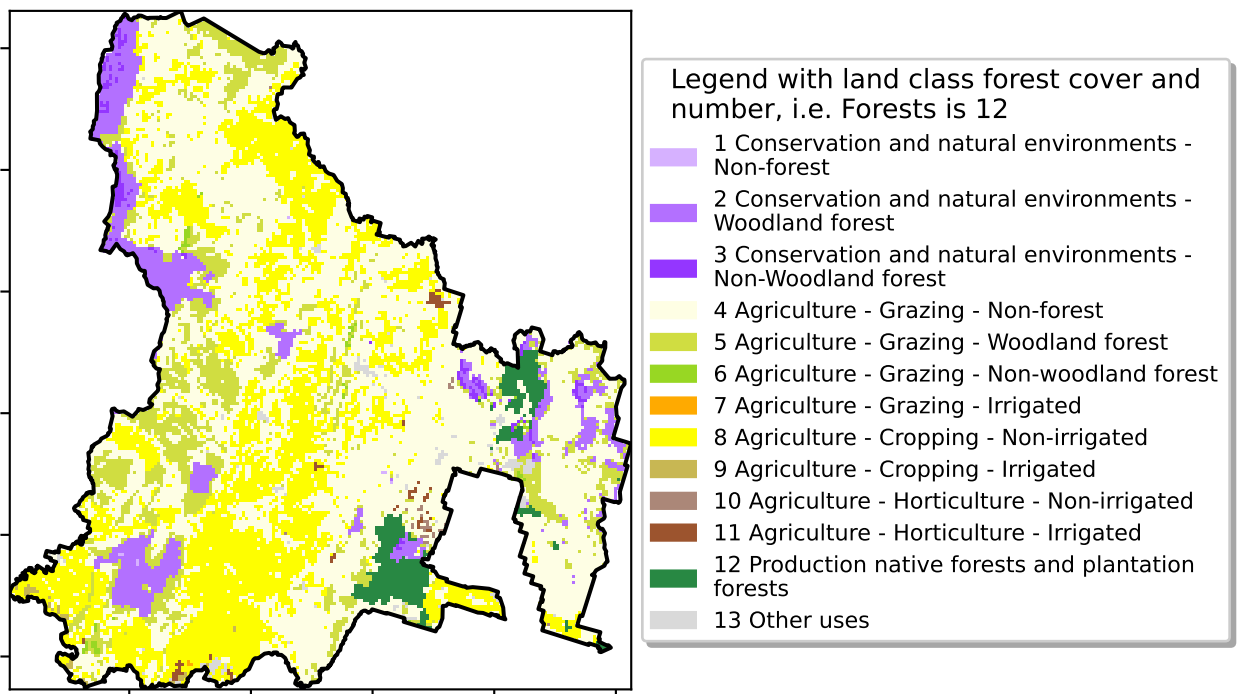 Legend with land class forest cover and
number, i.e. Forests is 12
1 Conservation and natural environments -
Non-forest
2 Conservation and natural environments -
Woodland forest
3 Conservation and natural environments -
Non-Woodland forest
4 Agriculture - Grazing - Non-forest
5 Agriculture - Grazing - Woodland forest
6 Agriculture - Grazing - Non-woodland forest
7 Agriculture - Grazing - Irrigated
8 Agriculture - Cropping - Non-irrigated
9 Agriculture - Cropping - Irrigated
10 Agriculture - Horticulture - Non-irrigated
11 Agriculture - Horticulture - Irrigated
12 Production native forests and plantation
forests
13 Other uses